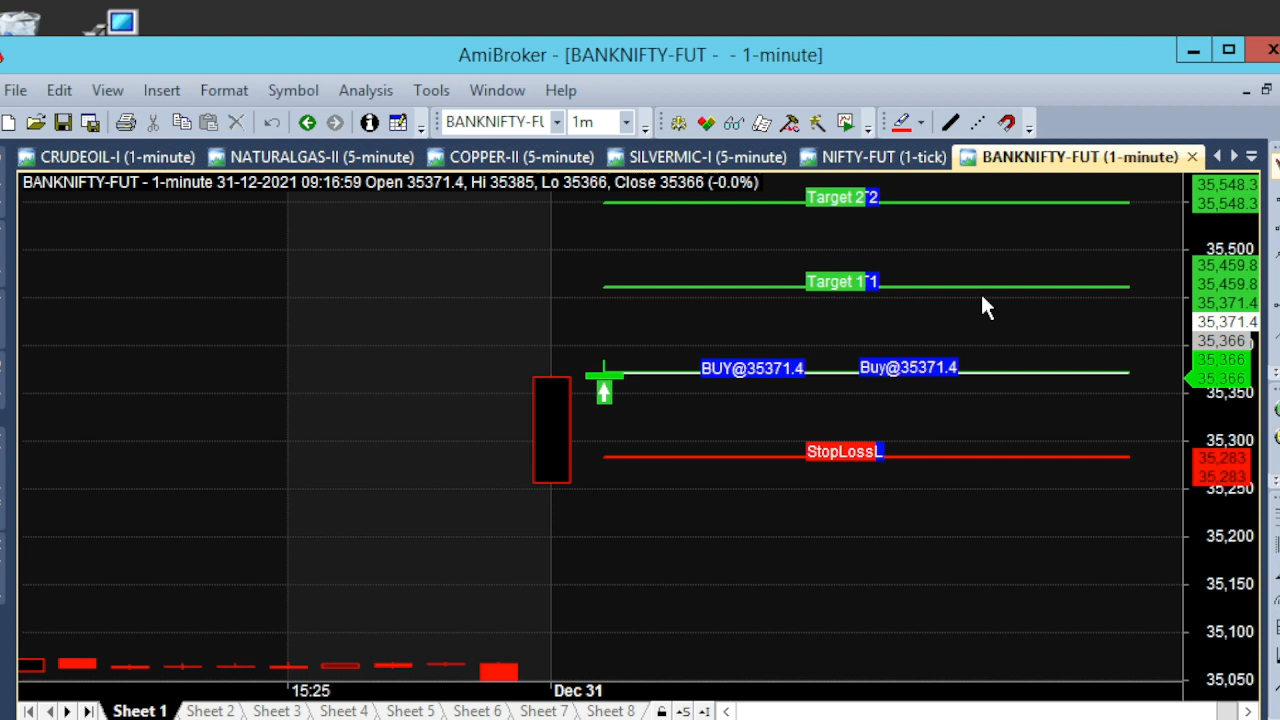 AmiBroker - [BANKNIFTY-FUT - - 1-minute]
File Edit View Insert Format Symbol Analysis Tools Window Help
BANKNIFTY-FU 1m
CRUDEOIL-I (1-minute) NATURALGAS-II (5-minute) COPPER-II (5-minute) SILVERMIC-I (5-minute) NIFTY-FUT (1-tick) BANKNIFTY-FUT (1-minute)
BANKNIFTY-FUT - 1-minute 31-12-2021 09:16:59 Open 35371.4, Hi 35385, Lo 35366, Close 35366 (-0.0%)
35,548.3
Target 2 T2
35,548.3
35,500
35,459.8
Target 1 T1
35,459.8
35,371.4
35,371.4
35,366
35,366
BUY@35371.4 Buy@35371.4
35,366
35,350
35,300
StopLoss L
35,283
35,283
35,250
35,200
35,150
35,100
35,050
15:25 Dec 31
Sheet 1 Sheet 2 Sheet 3 Sheet 4 Sheet 5 Sheet 6 Sheet 7 Sheet 8